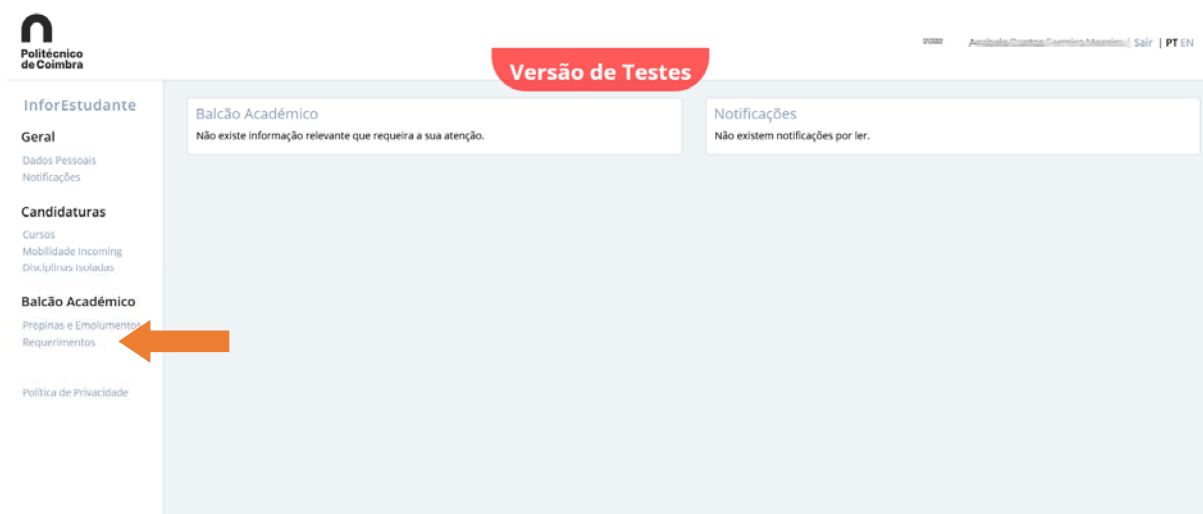 Politécnico
de Coimbra
Sair | PT EN
Versão de Testes
InforEstudante
Geral
Dados Pessoais
Notificações
Candidaturas
Cursos
Mobilidade Incoming
Disciplinas Isoladas
Balcão Académico
Propinas e Emolumentos
Requerimentos
Política de Privacidade
Balcão Académico
Não existe informação relevante que requeira a sua atenção.
Notificações
Não existem notificações por ler.